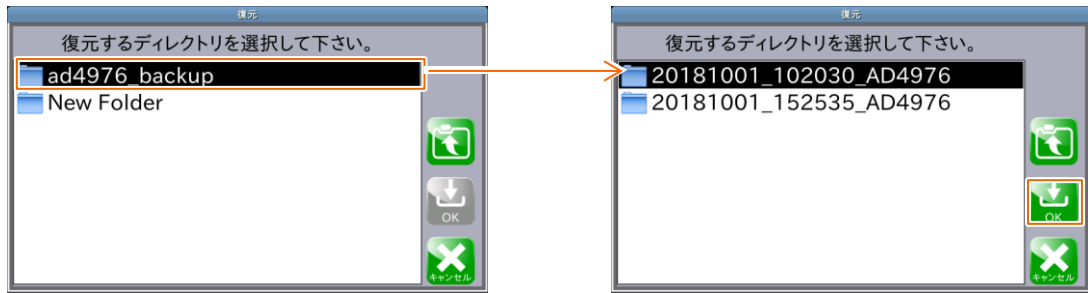 復元
復元するディレクトリを選択して下さい。
ad4976_backup
New Folder
OK
キャンセル
復元
復元するディレクトリを選択して下さい。
20181001_102030_AD4976
20181001_152535_AD4976
OK
キャンセル